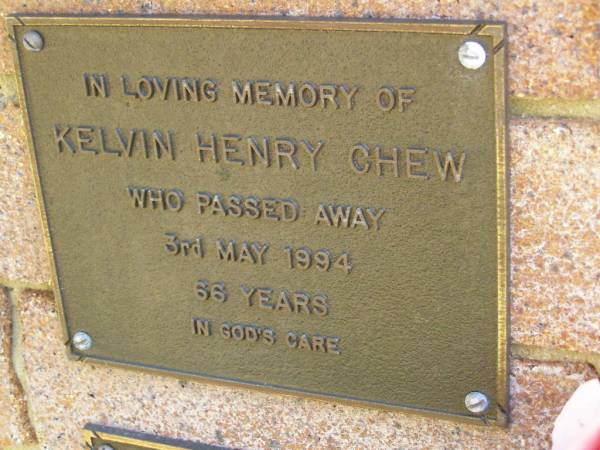 IN LOVING MEMORY OF
KELVIN HENRY CHEW
WHO PASSED AWAY
3rd MAY 1994
66 YEARS
IN GOD'S CARE